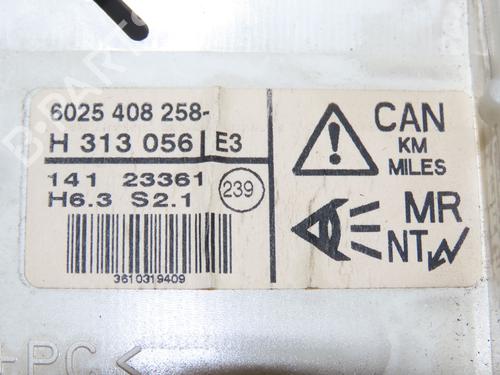 6025 408 258-
H 313 056 E3
141 23361
H6.3 S2.1
239
3610319409
CAN
KM
MILES
MR
NT
PC<
B-PARTS